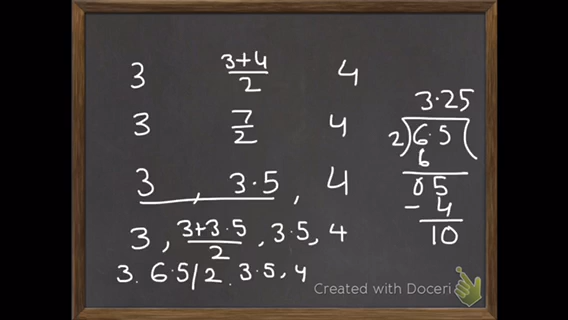 3 3+4/2 4
3 7/2 4
3 , 3·5 , 4
3 , 3+3·5/2 , 3·5 , 4
3. 6·5/2 . 3·5 , 4
3·25
2)6·5(
6
05
- 4
10
Created with Doceri